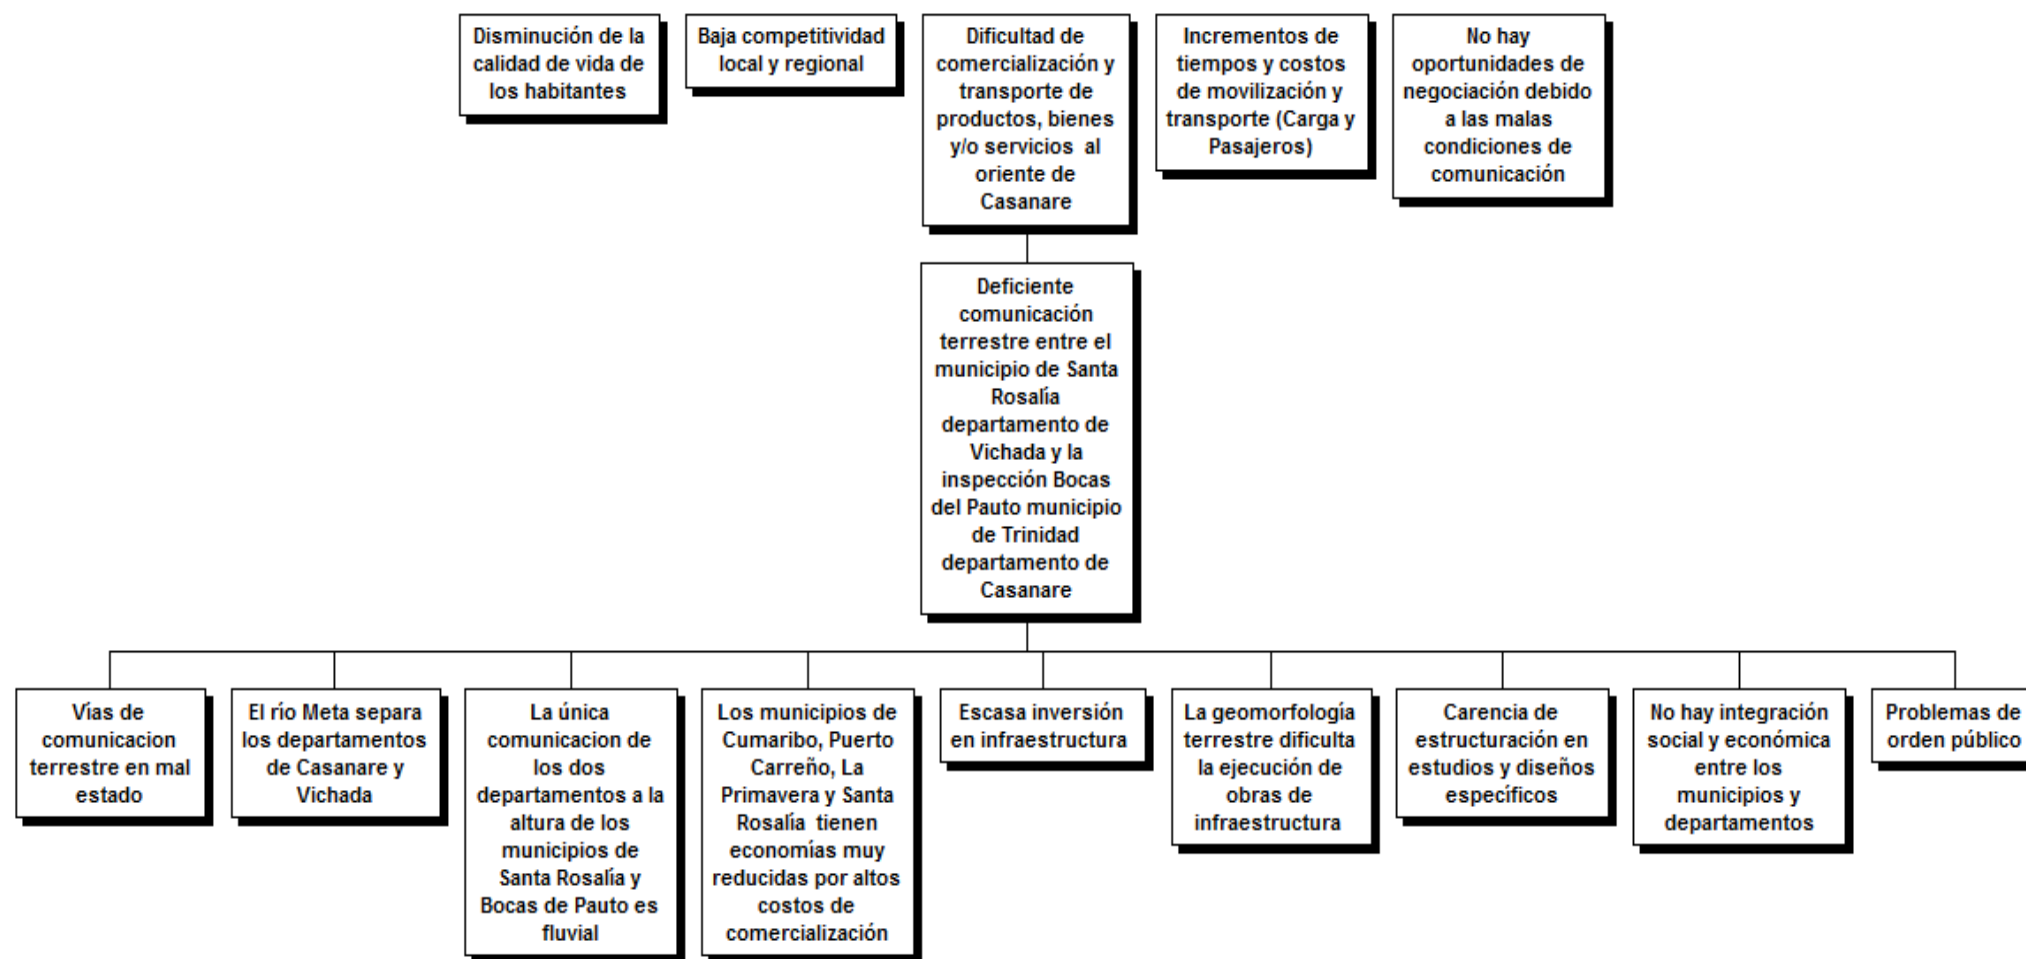 Disminución de la
calidad de vida de
los habitantes
Baja competitividad
local y regional
Dificultad de
comercialización y
transporte de
productos, bienes
y/o servicios al
oriente de
Casanare
Incrementos de
tiempos y costos
de movilización y
transporte (Carga y
Pasajeros)
No hay
oportunidades de
negociación debido
a las malas
condiciones de
comunicación
Deficiente
comunicación
terrestre entre el
municipio de Santa
Rosalía
departamento de
Vichada y la
inspección Bocas
del Pauto municipio
de Trinidad
departamento de
Casanare
Vías de
comunicacion
terrestre en mal
estado
El río Meta separa
los departamentos
de Casanare y
Vichada
La única
comunicacion de
los dos
departamentos a la
altura de los
municipios de
Santa Rosalía y
Bocas de Pauto es
fluvial
Los municipios de
Cumaribo, Puerto
Carreño, La
Primavera y Santa
Rosalía tienen
economías muy
reducidas por altos
costos de
comercialización
Escasa inversión
en infraestructura
La geomorfología
terrestre dificulta
la ejecución de
obras de
infraestructura
Carencia de
estructuración en
estudios y diseños
específicos
No hay integración
social y económica
entre los
municipios y
departamentos
Problemas de
orden público